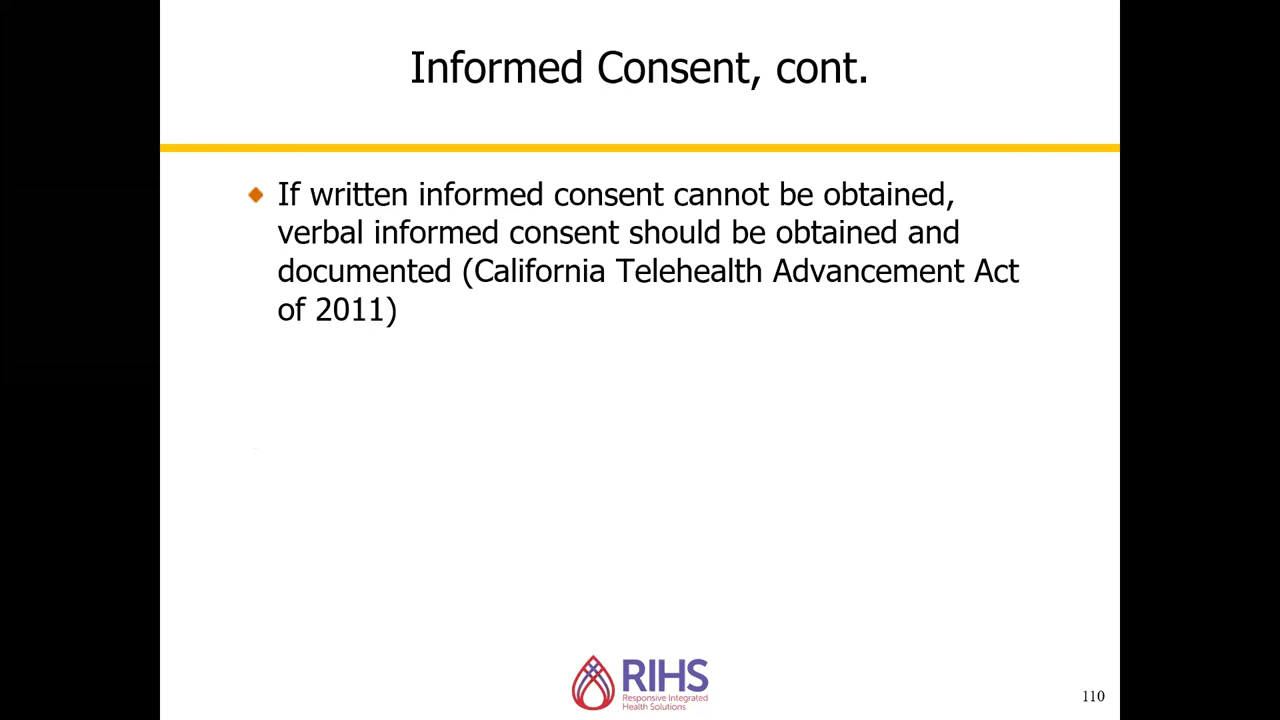 Informed Consent, cont.
If written informed consent cannot be obtained,
verbal informed consent should be obtained and
documented (California Telehealth Advancement Act
of 2011)
RIHS
Responsive Integrated
Health Solutions
110